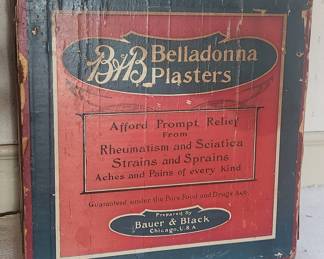 B&B Belladonna
Plasters
Afford Prompt Relief
From
Rheumatism and Sciatica
Strains and Sprains
Aches and Pains of every Kind
Guaranteed under the Pure Food and Drugs Act.
Prepared By
Bauer & Black
Chicago, U.S.A